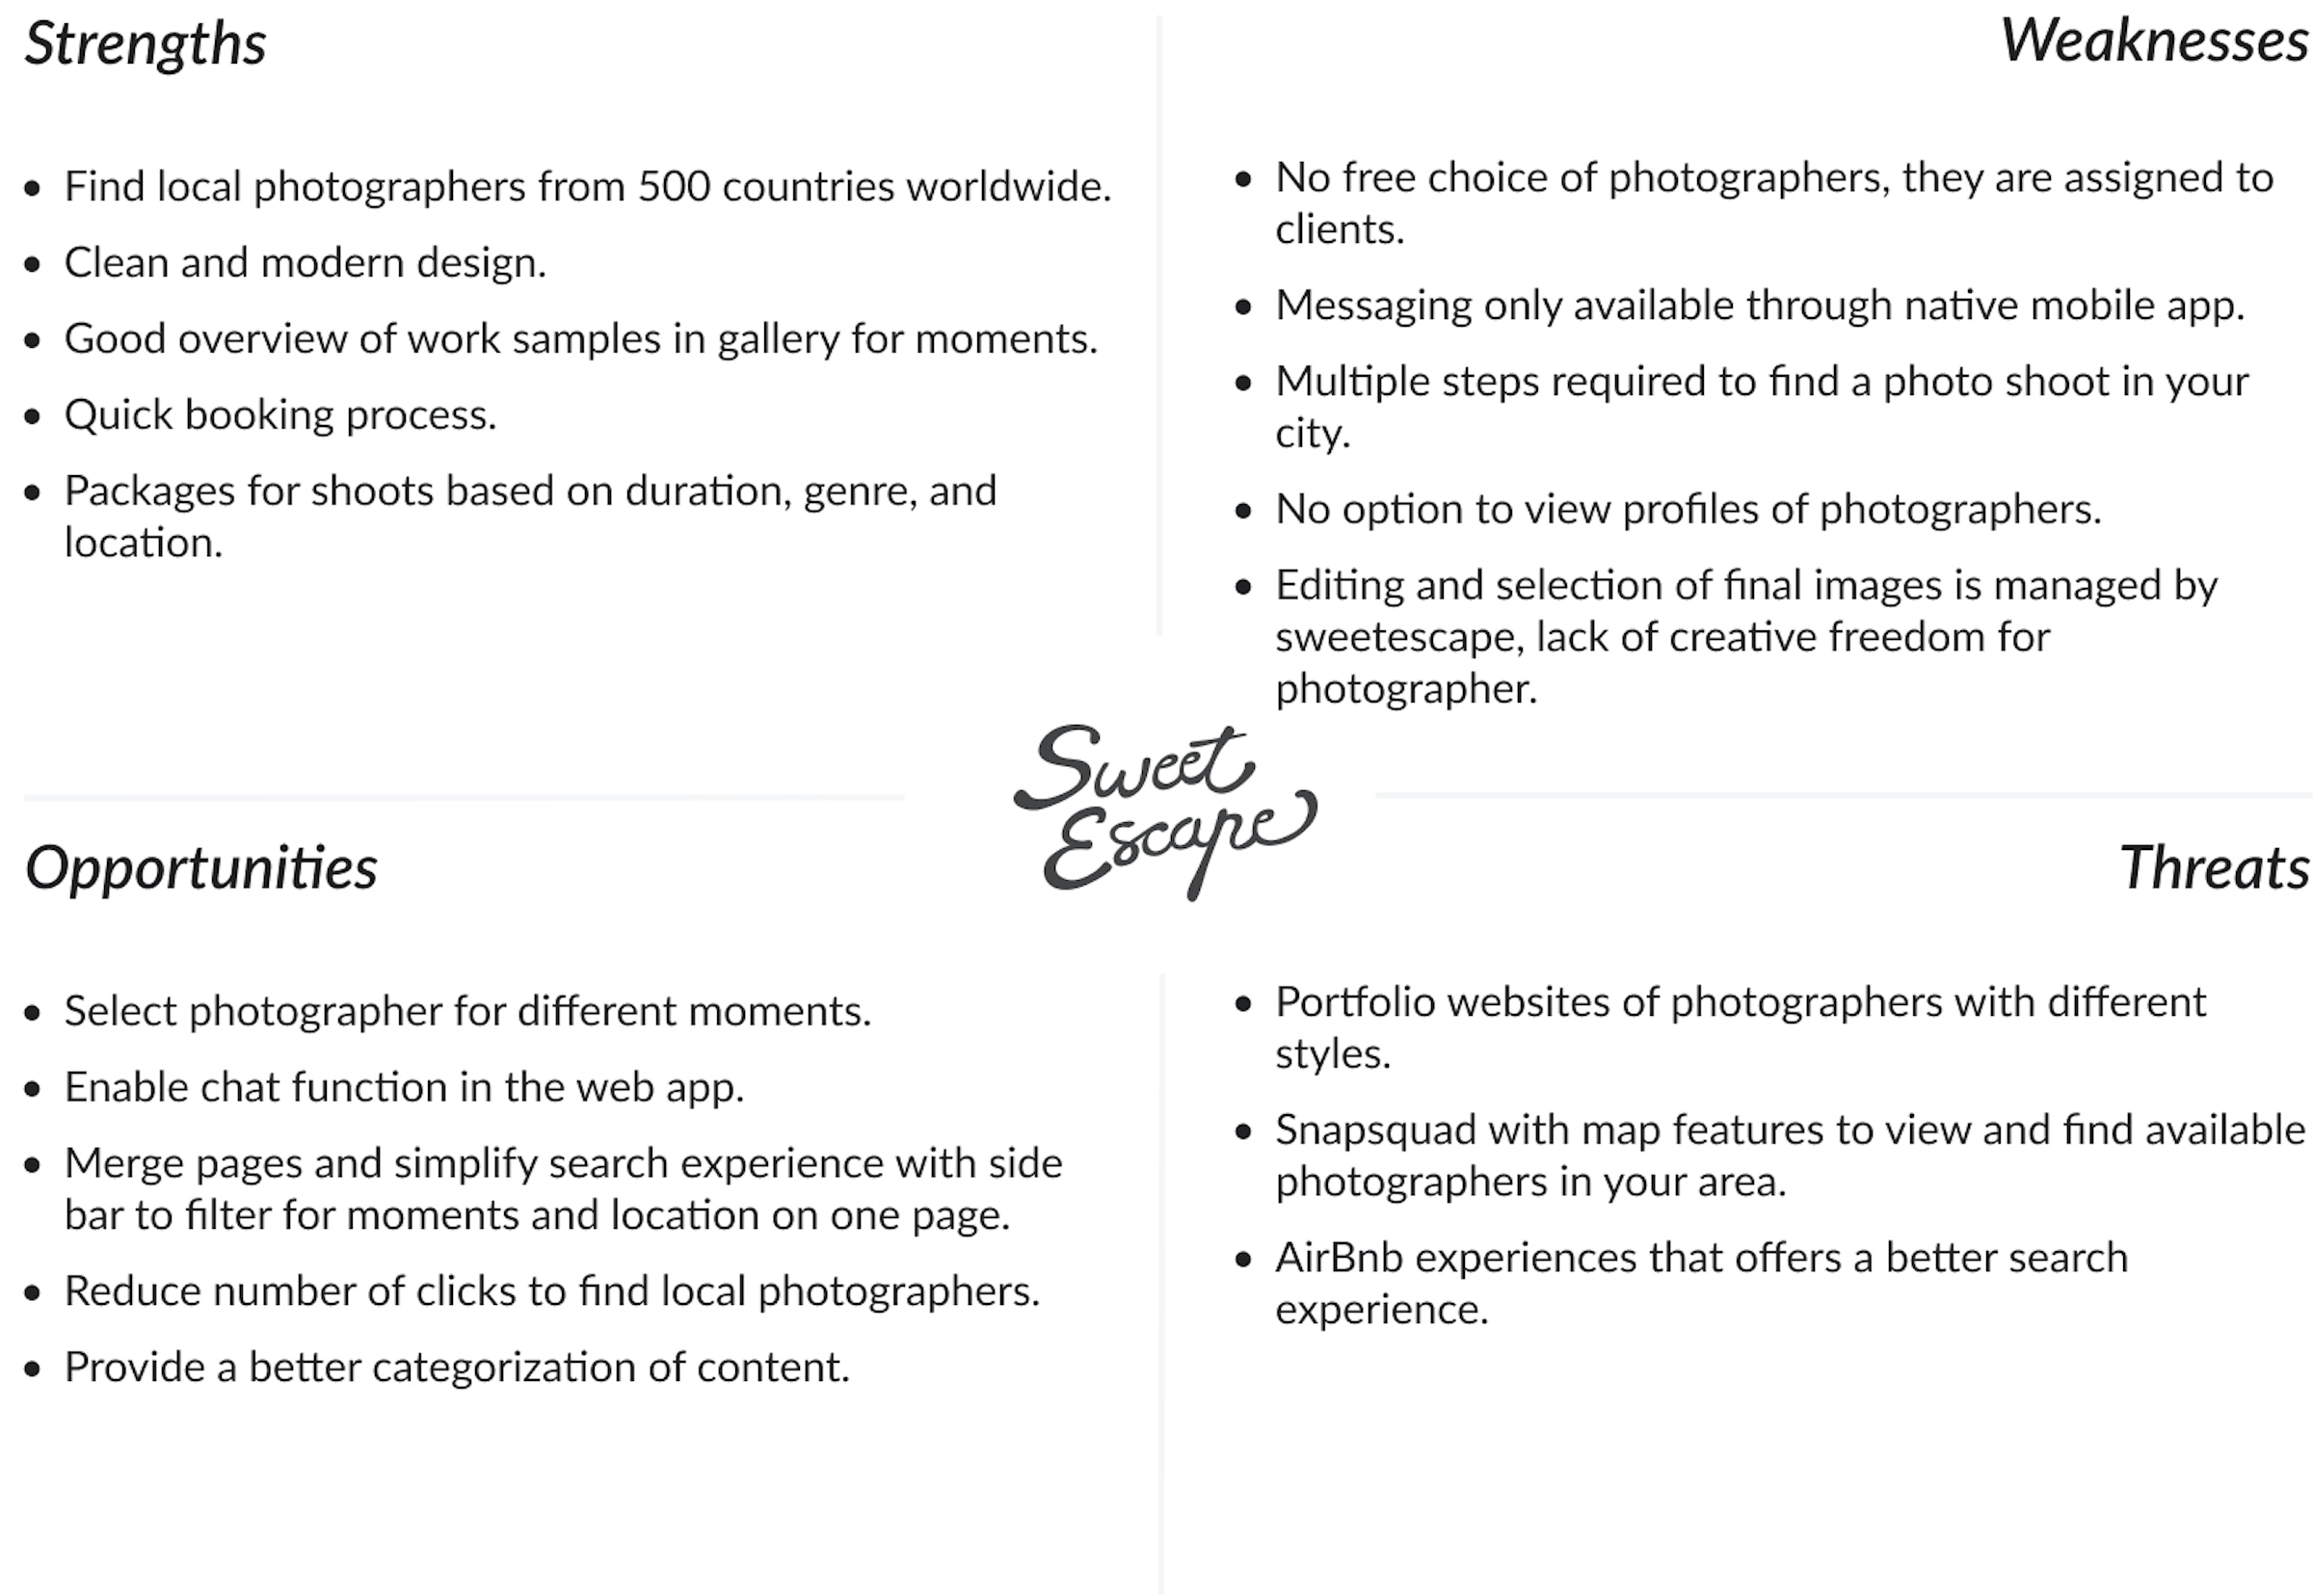 Strengths
• Find local photographers from 500 countries worldwide.
• Clean and modern design.
• Good overview of work samples in gallery for moments.
• Quick booking process.
• Packages for shoots based on duration, genre, and
location.
Weaknesses
• No free choice of photographers, they are assigned to
clients.
• Messaging only available through native mobile app.
• Multiple steps required to find a photo shoot in your
city.
• No option to view profiles of photographers.
• Editing and selection of final images is managed by
sweetescape, lack of creative freedom for
photographer.
Sweet
Escape
Opportunities
• Select photographer for different moments.
• Enable chat function in the web app.
• Merge pages and simplify search experience with side
bar to filter for moments and location on one page.
• Reduce number of clicks to find local photographers.
• Provide a better categorization of content.
Threats
• Portfolio websites of photographers with different
styles.
• Snapsquad with map features to view and find available
photographers in your area.
• AirBnb experiences that offers a better search
experience.